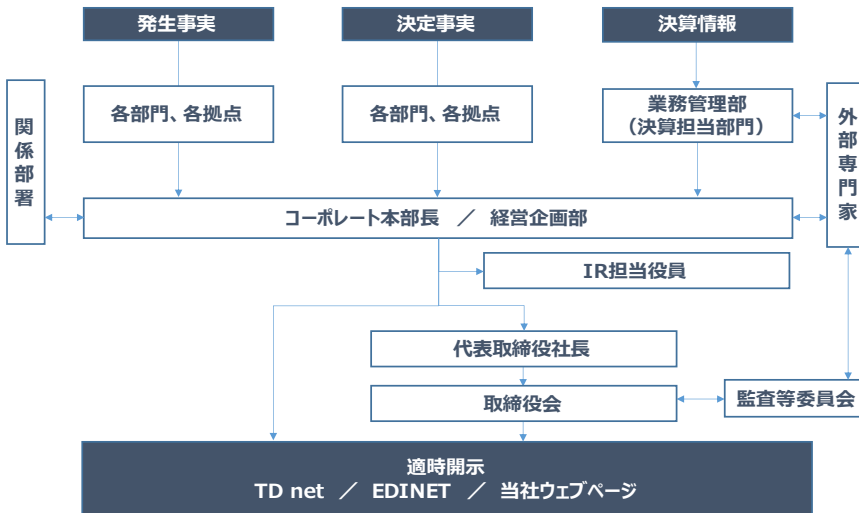 発生事実
決定事実
決算情報
関係部署
各部門、各拠点
各部門、各拠点
業務管理部
（決算担当部門）
外部専門家
コーポレート本部長　／　経営企画部
IR担当役員
代表取締役社長
取締役会
監査等委員会
適時開示
TD net　／　EDINET　／　当社ウェブページ